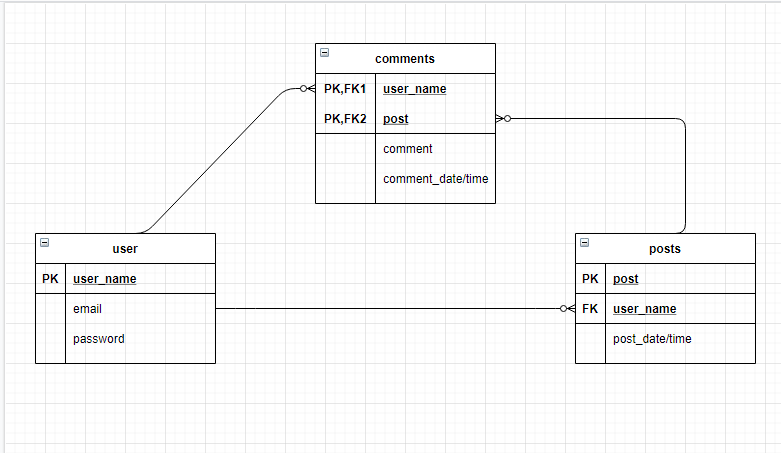 comments
PK,FK1 user_name
PK,FK2 post
comment
comment_date/time
user
PK user_name
email
password
posts
PK post
FK user_name
post_date/time